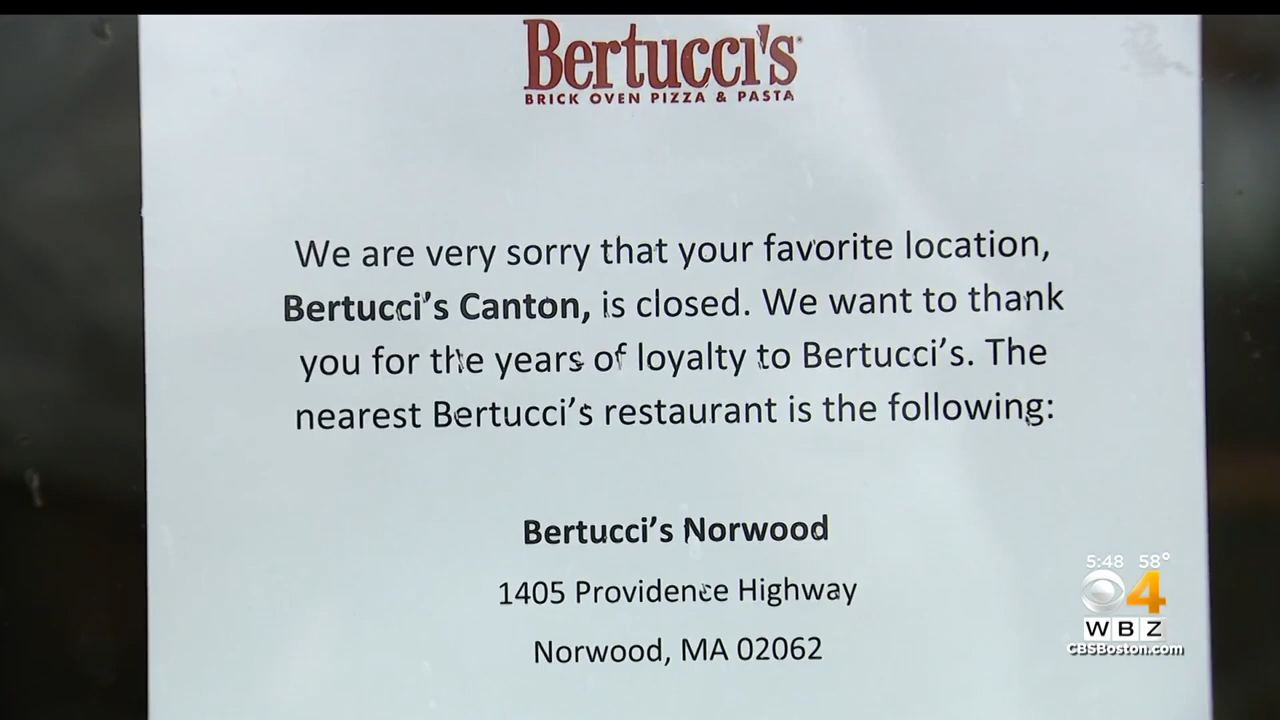 Bertucci's
BRICK OVEN PIZZA & PASTA
We are very sorry that your favorite location,
Bertucci's Canton, is closed. We want to thank
you for the years of loyalty to Bertucci's. The
nearest Bertucci's restaurant is the following:
Bertucci's Norwood
1405 Providence Highway
Norwood, MA 02062
5:48 58°
4
WBZ
CBSBoston.com